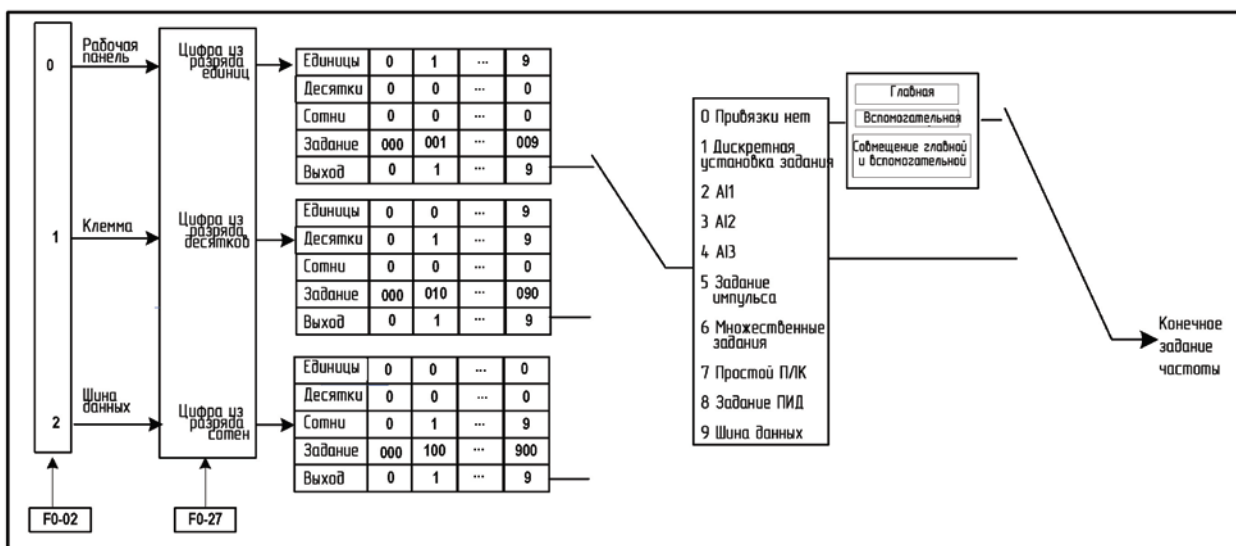 0
Рабочая
панель
Цифра из
разряда
единиц
Единицы 0 1 ... 9
Десятки 0 0 ... 0
Сотни 0 0 ... 0
Задание 000 001 ... 009
Выход 0 1 ... 9
1
Клемма
Цифра из
разряда
десятков
Единицы 0 0 ... 9
Десятки 0 1 ... 9
Сотни 0 0 ... 0
Задание 000 010 ... 090
Выход 0 1 ... 9
2
Шина
данных
Цифра из
разряда
сотен
Единицы 0 0 ... 0
Десятки 0 0 ... 0
Сотни 0 1 ... 9
Задание 000 100 ... 900
Выход 0 1 ... 9
F0-02
F0-27
0 Привязки нет
1 Дискретная
установка задания
2 AI1
3 AI2
4 AI3
5 Задание
импульса
6 Множественные
задания
7 Простой ПЛК
8 Задание ПИД
9 Шина данных
Главная
Вспомогательная
Совмещение главной
и вспомогательной
Конечное
задание
частоты